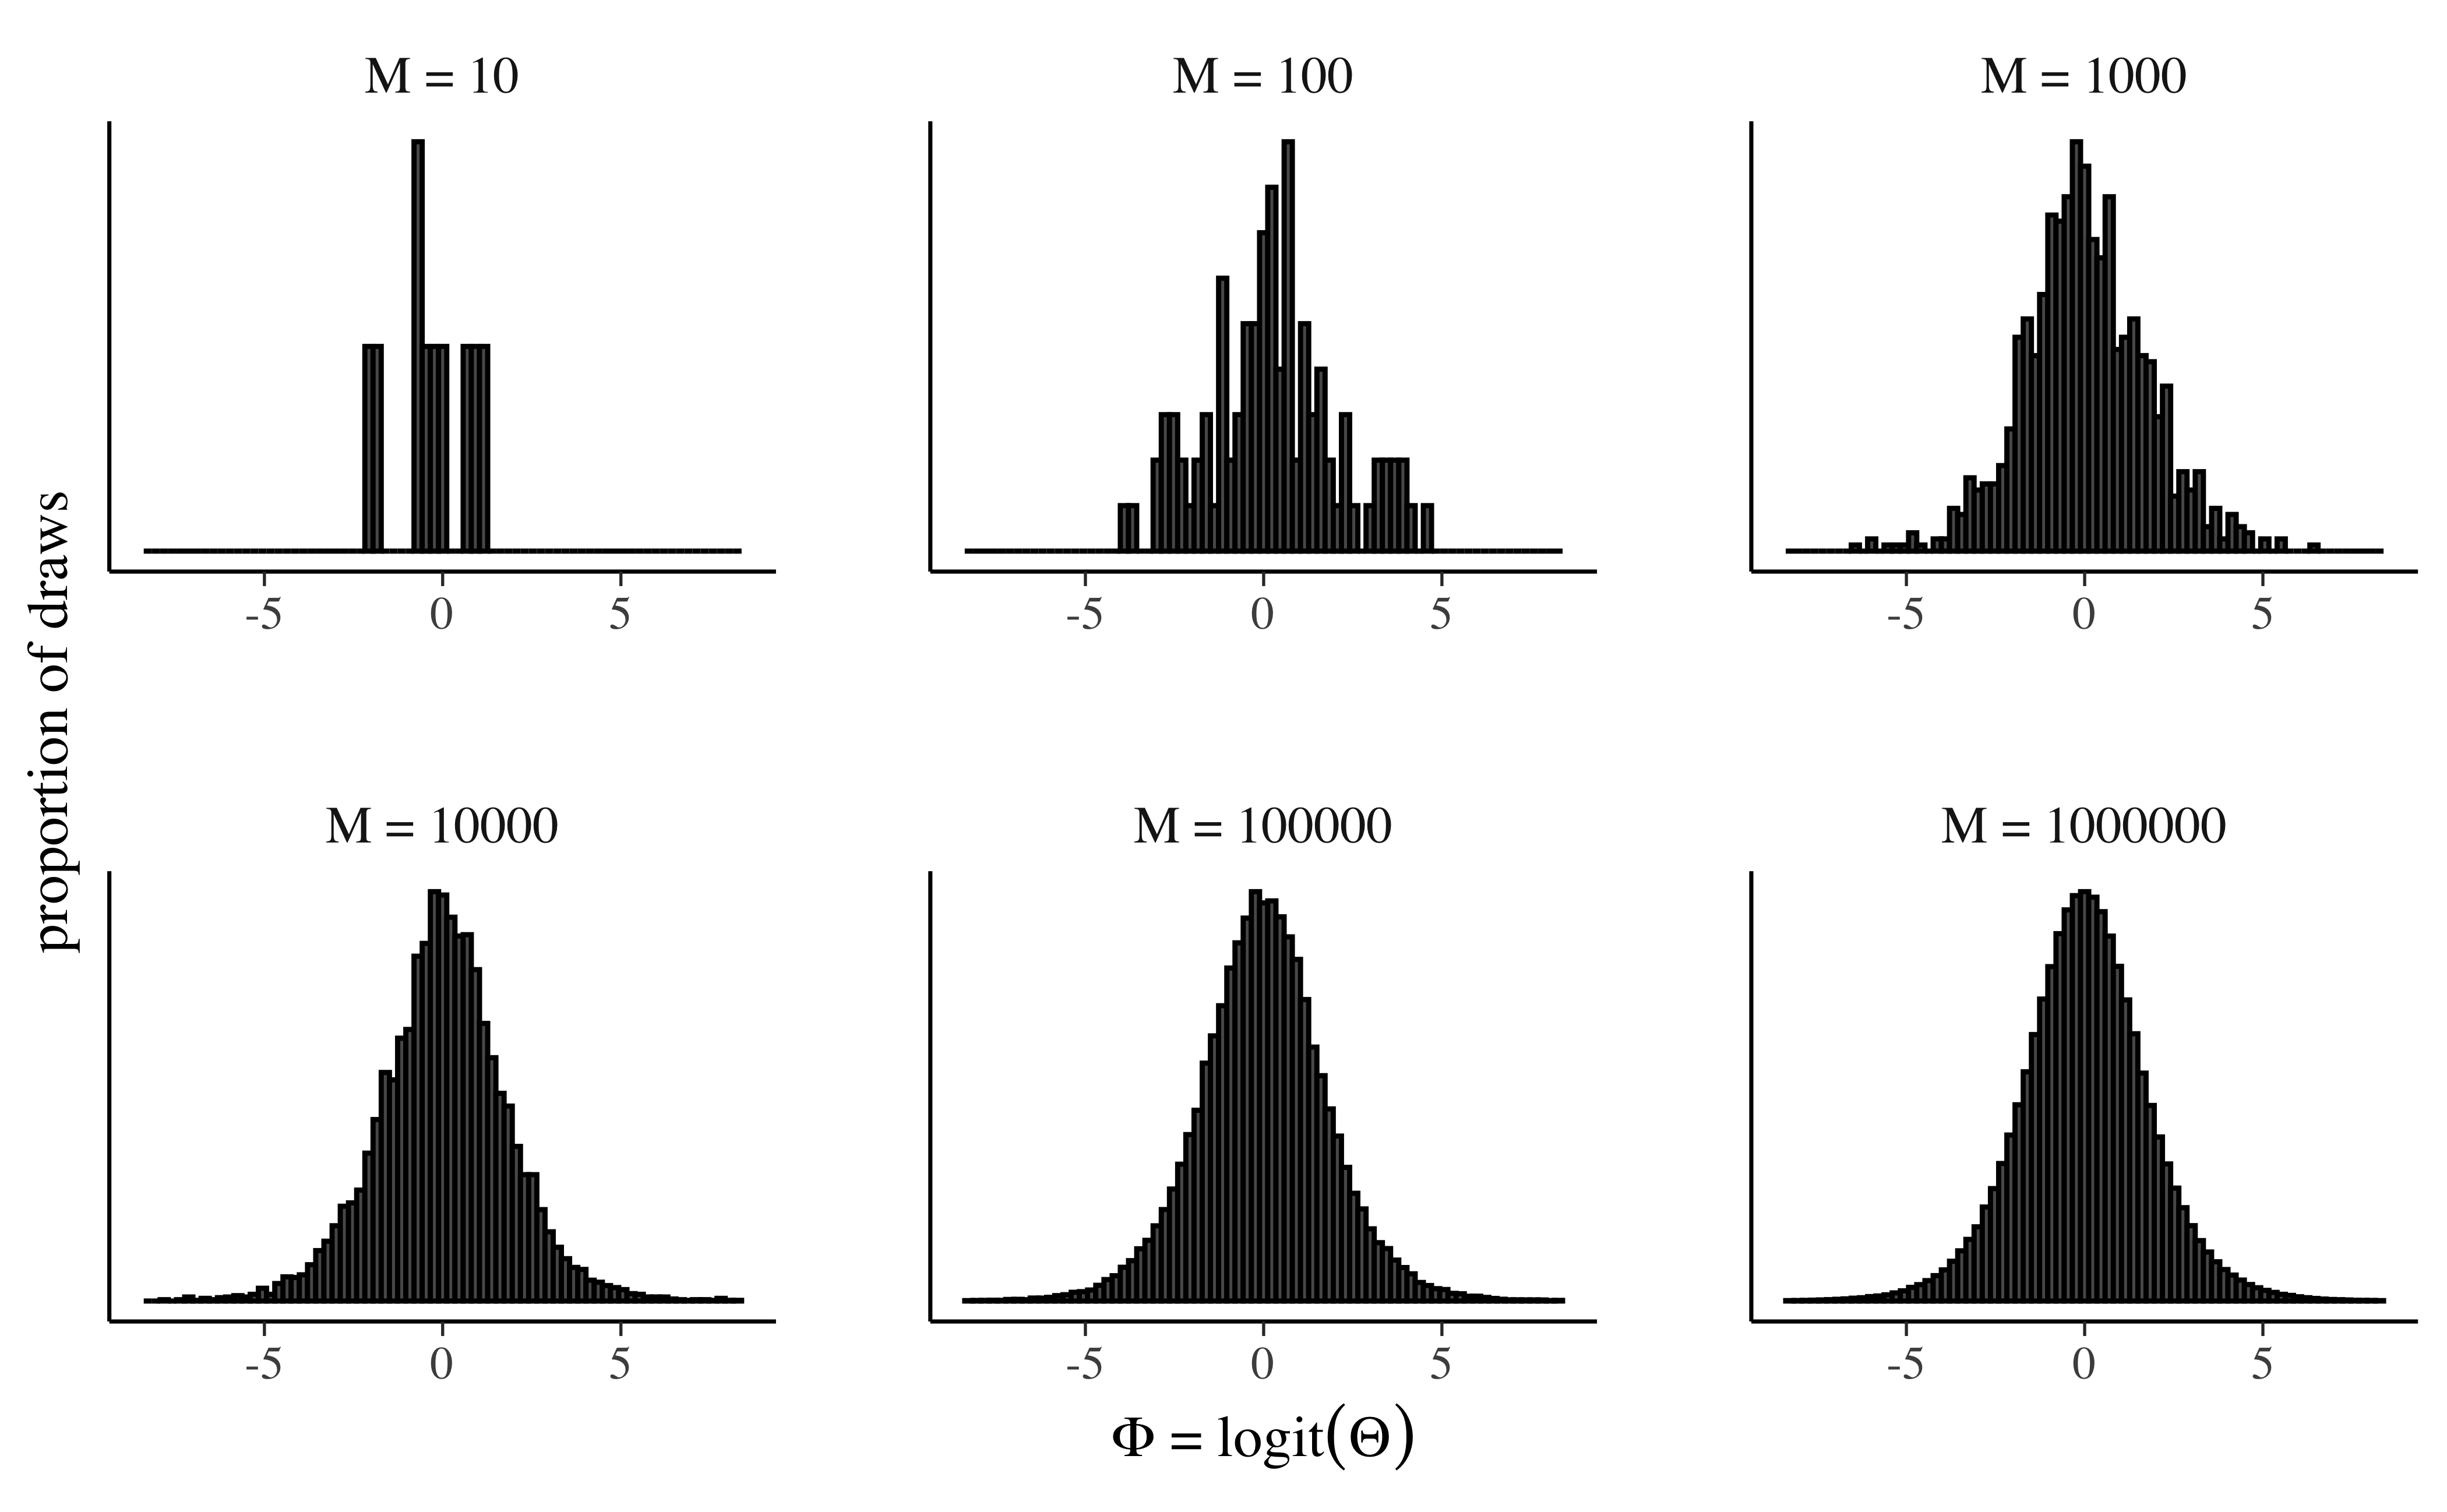 M = 10
M = 100
M = 1000
-5 0 5
-5 0 5
-5 0 5
proportion of draws
M = 10000
M = 100000
M = 1000000
-5 0 5
-5 0 5
-5 0 5
Φ = logit(Θ)